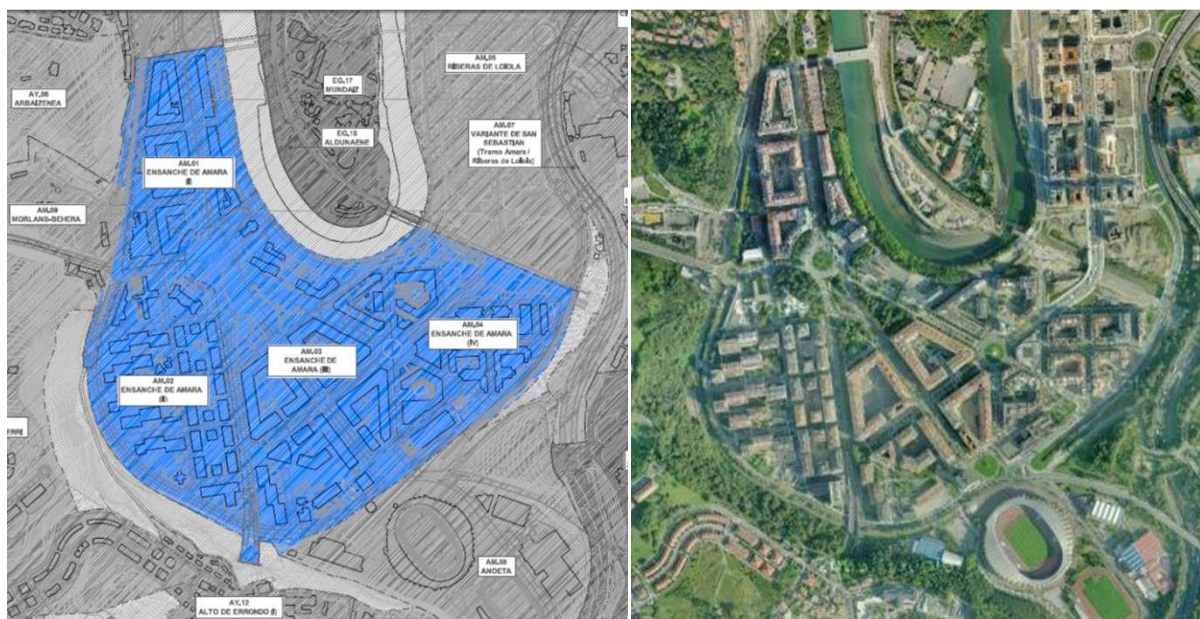 AM.05
RIBERAS DE LOIOLA
EG.17
MUNDAIZ
AY.06
ARBAIZENEA
AM.07
VARIANTE DE SAN
SEBASTIAN
(Tramo Amara /
Riberas de Loiola)
EG.18
ALDUNAENE
AM.01
ENSANCHE DE AMARA
(I)
AM.09
MORLANS-BEHERA
AM.04
ENSANCHE DE AMARA
(IV)
AM.03
ENSANCHE DE
AMARA (III)
AM.02
ENSANCHE DE AMARA
(II)
ERRI
AM.08
ANOETA
AY.12
ALTO DE ERRONDO (I)